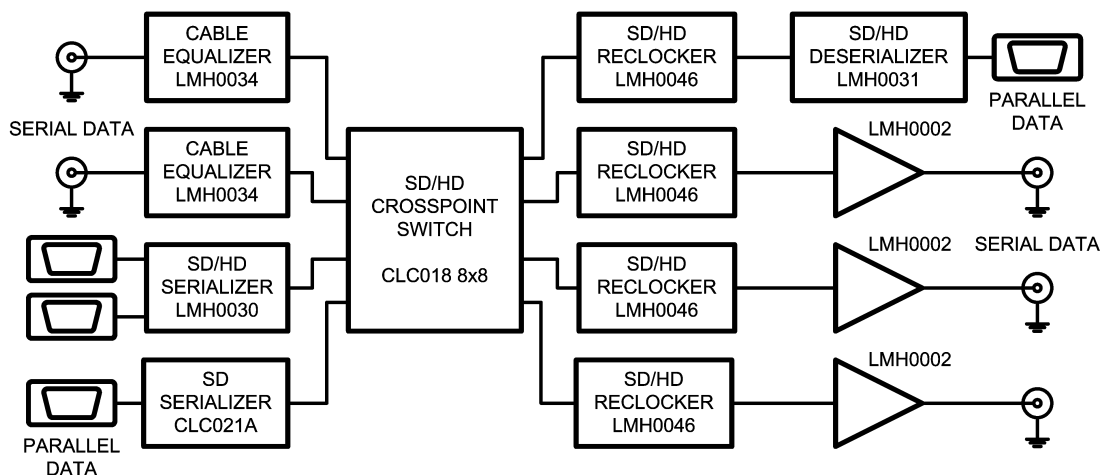 CABLE
EQUALIZER
LMH0034
SERIAL DATA
CABLE
EQUALIZER
LMH0034
SD/HD
SERIALIZER
LMH0030
SD
SERIALIZER
CLC021A
PARALLEL
DATA
SD/HD
CROSSPOINT
SWITCH
CLC018 8x8
SD/HD
RECLOCKER
LMH0046
SD/HD
DESERIALIZER
LMH0031
PARALLEL
DATA
SD/HD
RECLOCKER
LMH0046
LMH0002
SERIAL DATA
SD/HD
RECLOCKER
LMH0046
LMH0002
SD/HD
RECLOCKER
LMH0046
LMH0002